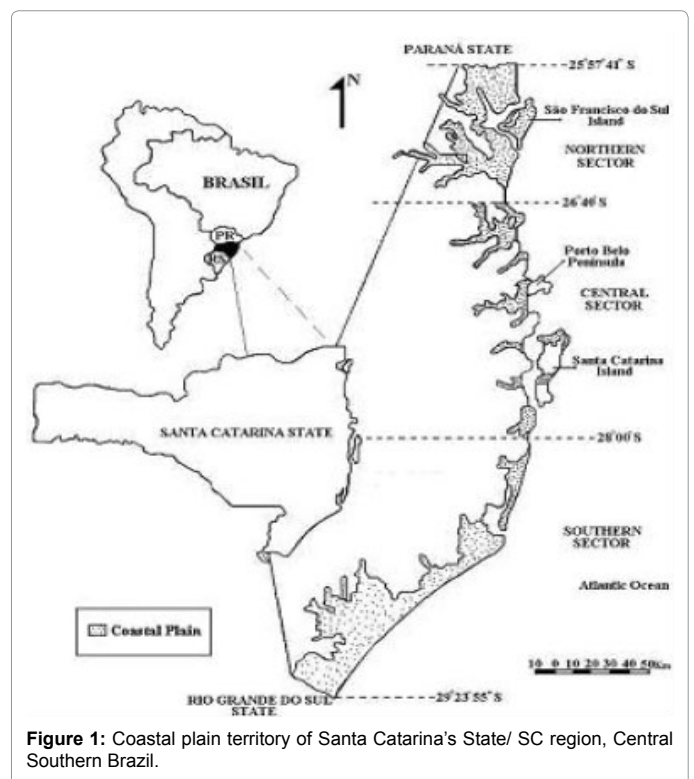 PARANÁ STATE
25°57'41" S
N
São Francisco do Sul
Island
NORTHERN
SECTOR
BRASIL
26°40' S
PR
RS
Porto Belo
Peninsula
CENTRAL
SECTOR
Santa Catarina
Island
SANTA CATARINA STATE
28°00' S
SOUTHERN
SECTOR
Atlantic Ocean
Coastal Plain
10 0 10 20 30 40 50Km
RIO GRANDE DO SUL
STATE
29°23'55" S
Figure 1: Coastal plain territory of Santa Catarina's State/ SC region, Central
Southern Brazil.